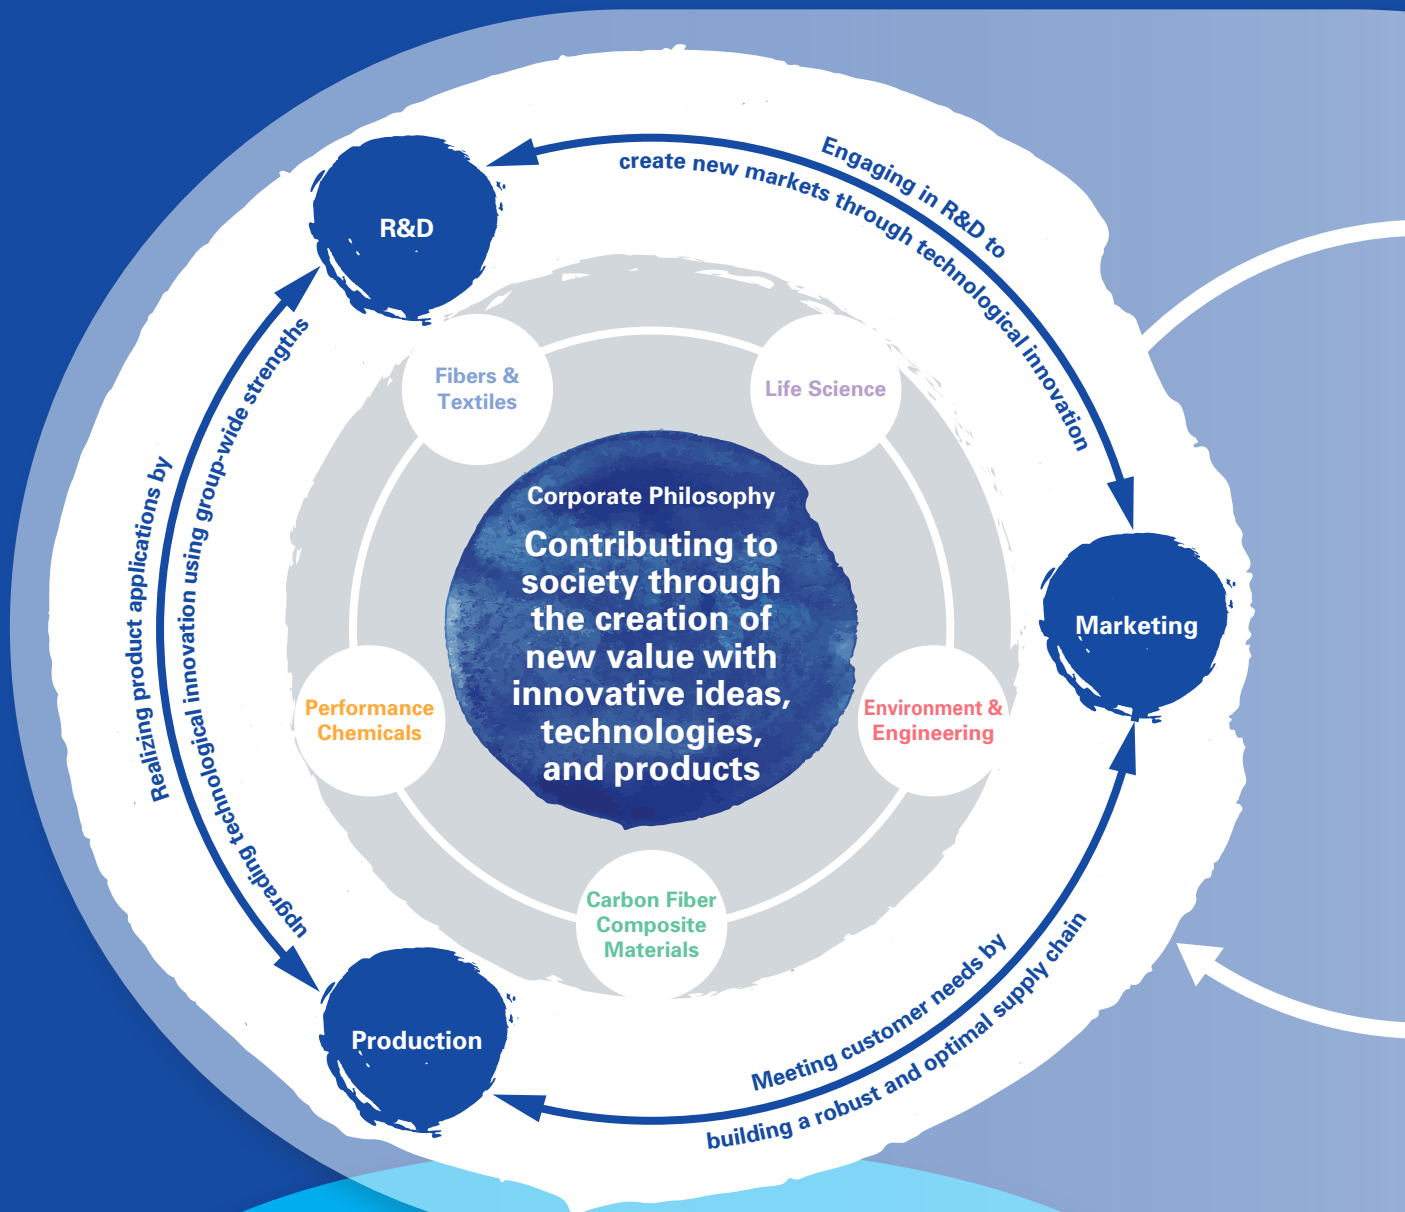 Engaging in R&D to
create new markets through technological innovation
R&D
Fibers &
Textiles
Life Science
Corporate Philosophy
Contributing to
society through
the creation of
new value with
innovative ideas,
technologies,
and products
Marketing
Realizing product applications by
upgrading technological innovation using group-wide strengths
Performance
Chemicals
Environment &
Engineering
Carbon Fiber
Composite
Materials
Production
Meeting customer needs by
building a robust and optimal supply chain